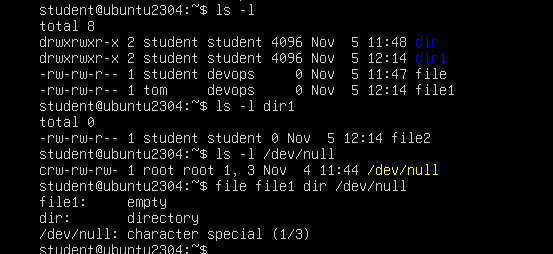 student@ubuntu2304:~$ ls -l
total 8
drwxrwxr-x 2 student student 4096 Nov  5 11:48 dir
drwxrwxr-x 2 student student 4096 Nov  5 12:14 dir1
-rw-rw-r-- 1 student devops     0 Nov  5 11:47 file
-rw-rw-r-- 1 tom     devops     0 Nov  5 12:14 file1
student@ubuntu2304:~$ ls -l dir1
total 0
-rw-rw-r-- 1 student student 0 Nov  5 12:14 file2
student@ubuntu2304:~$ ls -l /dev/null
crw-rw-rw- 1 root root 1, 3 Nov  4 11:44 /dev/null
student@ubuntu2304:~$ file file1 dir /dev/null
file1:     empty
dir:       directory
/dev/null: character special (1/3)
student@ubuntu2304:~$